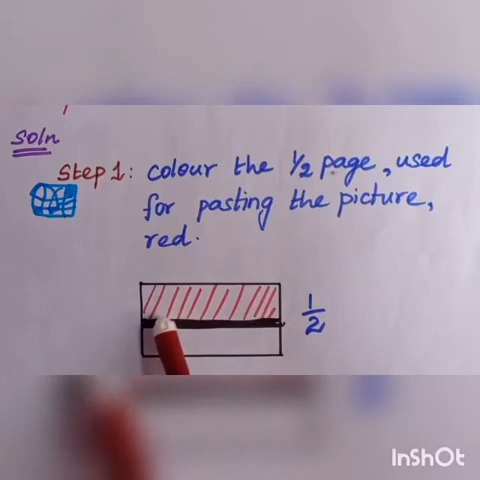 Soln
Step 1: colour the 1/2 page, used
for pasting the picture,
red.
1/2
InShOt